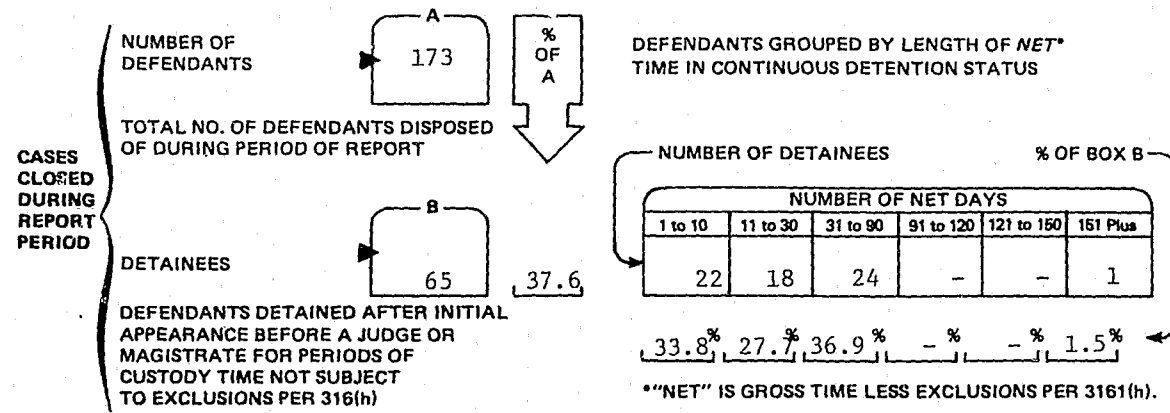 A
NUMBER OF
DEFENDANTS
173
%
OF
A
TOTAL NO. OF DEFENDANTS DISPOSED
OF DURING PERIOD OF REPORT
CASES
CLOSED
DURING
REPORT
PERIOD
B
DETAINEES
65
37.6
DEFENDANTS DETAINED AFTER INITIAL
APPEARANCE BEFORE A JUDGE OR
MAGISTRATE FOR PERIODS OF
CUSTODY TIME NOT SUBJECT
TO EXCLUSIONS PER 316(h)
DEFENDANTS GROUPED BY LENGTH OF NET*
TIME IN CONTINUOUS DETENTION STATUS
NUMBER OF DETAINEES % OF BOX B
NUMBER OF NET DAYS
1 to 10 11 to 30 31 to 90 91 to 120 121 to 150 151 Plus
22 18 24 – – 1
33.8% 27.7% 36.9% –% –% 1.5%
*"NET" IS GROSS TIME LESS EXCLUSIONS PER 3161(h).